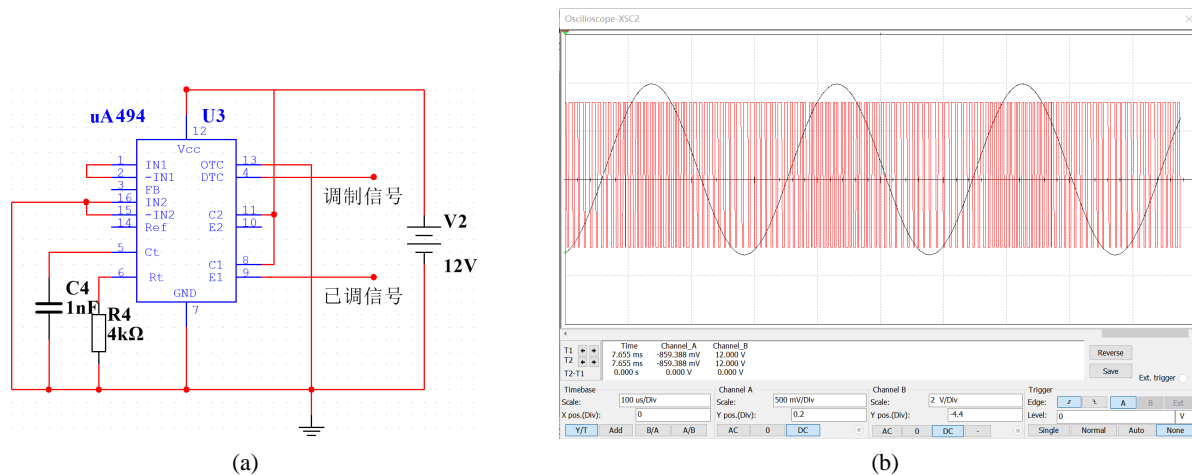 uA494
U3
12
Vcc
1 IN1 OTC 13
2 -IN1 DTC 4
3 FB
16 IN2
15 -IN2 C2 11
14 Ref E2 10
5 Ct
C1 8
6 Rt E1 9
GND
7
调制信号
已调信号
V2
12V
C4
1nF
R4
4kΩ
(a)
Oscilloscope-XSC2
Time Channel_A Channel_B
T1 7.655 ms -859.388 mV 12.000 V
T2 7.655 ms -859.388 mV 12.000 V
T2-T1 0.000 s 0.000 V 0.000 V
Reverse
Save
Ext. trigger
Timebase Channel A Channel B Trigger
Scale: 100 us/Div Scale: 500 mV/Div Scale: 2 V/Div Edge: A B Ext
X pos.(Div): 0 Y pos.(Div): 0.2 Y pos.(Div): -4.4 Level: 0 V
Y/T Add B/A A/B AC 0 DC AC 0 DC - Single Normal Auto None
(b)